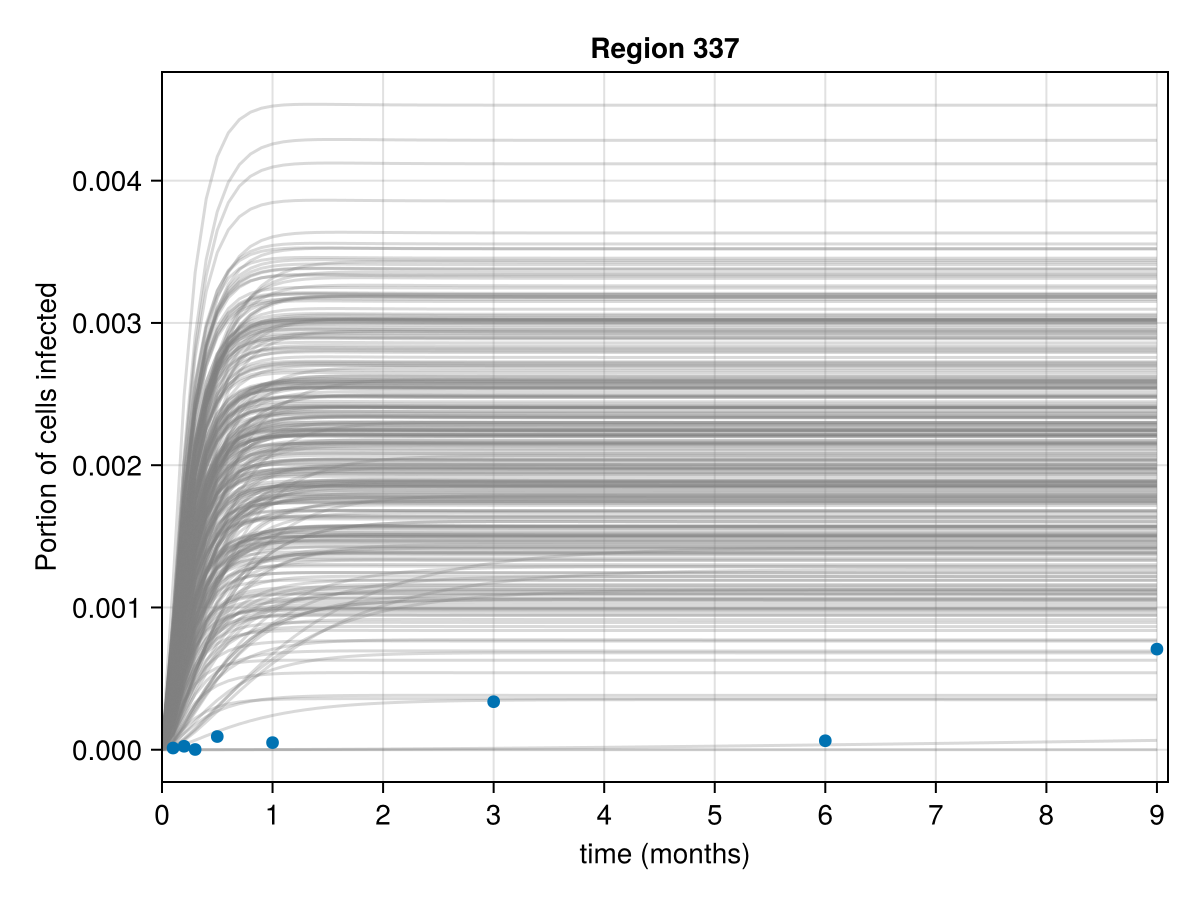 Region 337
Portion of cells infected
0.004
0.003
0.002
0.001
0.000
0 1 2 3 4 5 6 7 8 9
time (months)